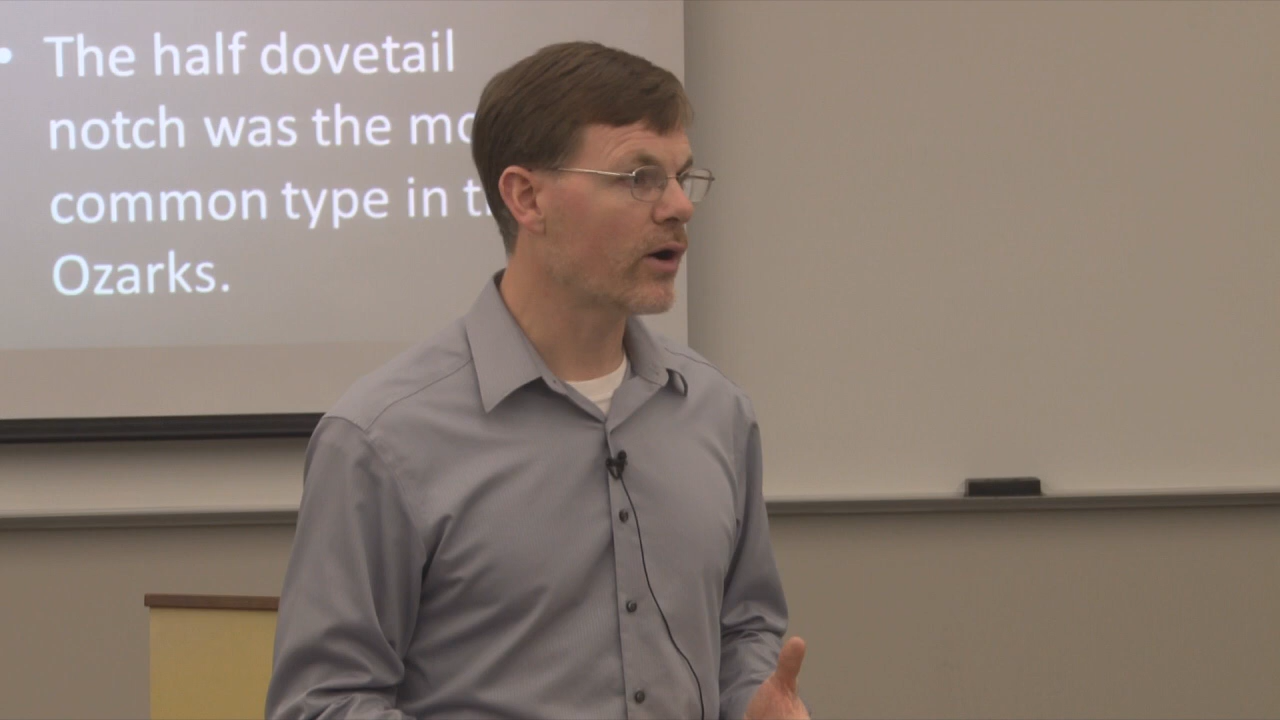 • The half dovetail
notch was the
common type in
Ozarks.